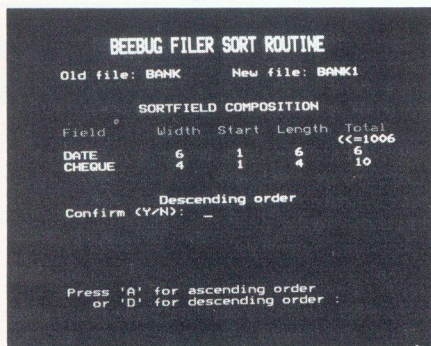 BEEBUG FILER SORT ROUTINE
Old file: BANK New file: BANK1
SORTFIELD COMPOSITION
Field Width Start Length Total
(<=1006
DATE 6 1 6 6
CHEQUE 4 1 4 10
Descending order
Confirm (Y/N): _
Press 'A' for ascending order
or 'D' for descending order :